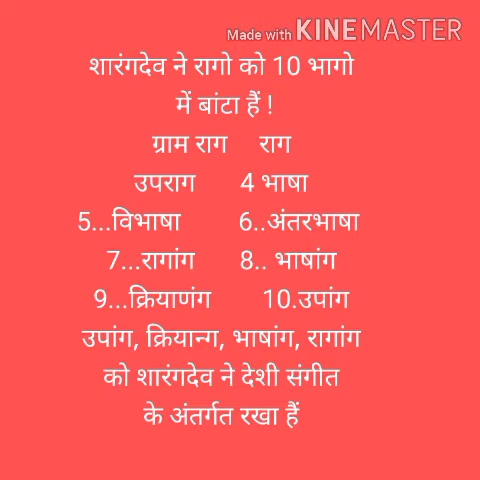 Made with KINEMASTER
शारंगदेव ने रागो को 10 भागो
में बांटा हैं !
ग्राम राग राग
उपराग 4 भाषा
5...विभाषा 6..अंतरभाषा
7...रागांग 8.. भाषांग
9...क्रियाणंग 10.उपांग
उपांग, क्रियान्ग, भाषांग, रागांग
को शारंगदेव ने देशी संगीत
के अंतर्गत रखा हैं